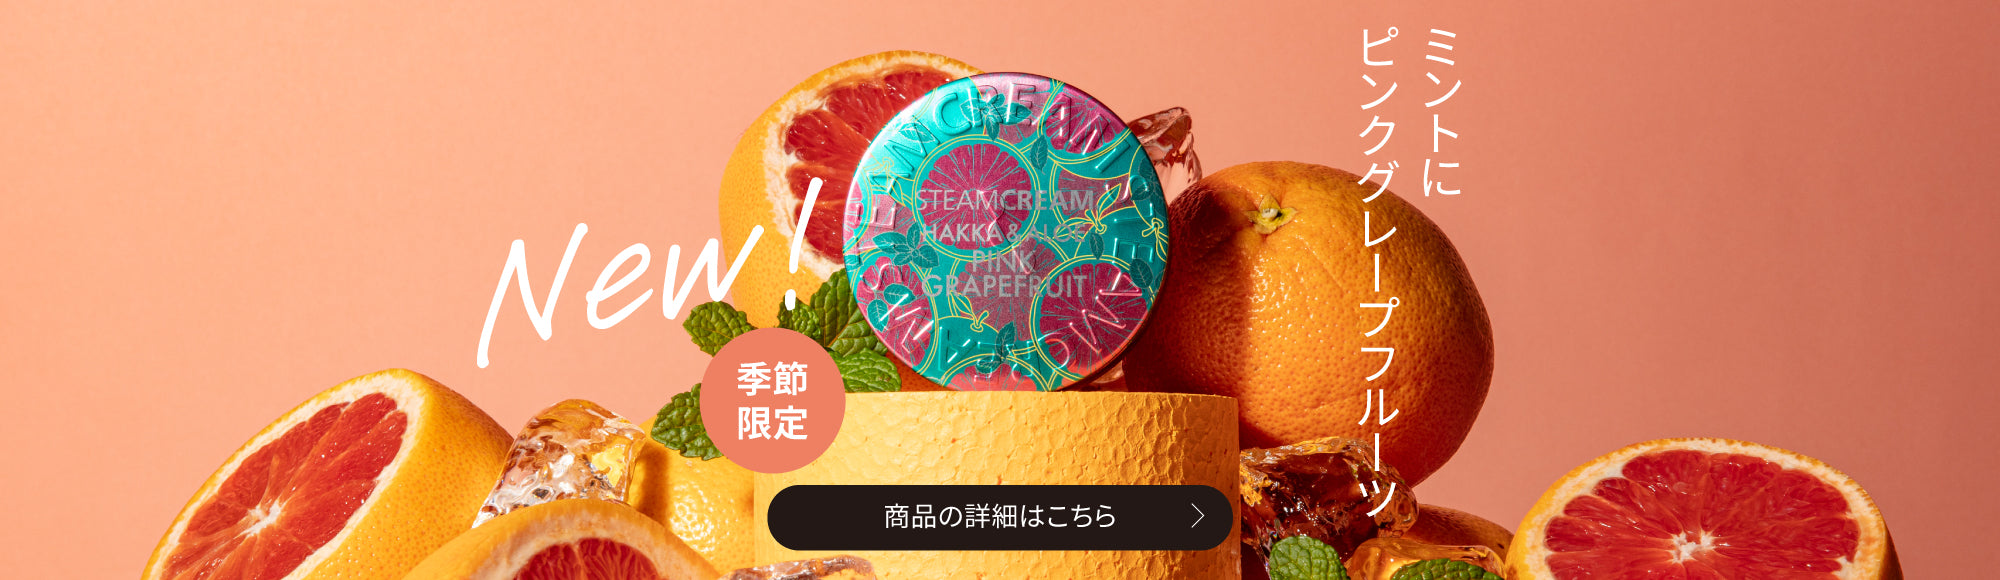 ミントに
ピンクグレープフルーツ
New!
STEAMCREAM
STEAMCREAM
HAKKA & ALOE
PINK
GRAPEFRUIT
季節
限定
商品の詳細はこちら